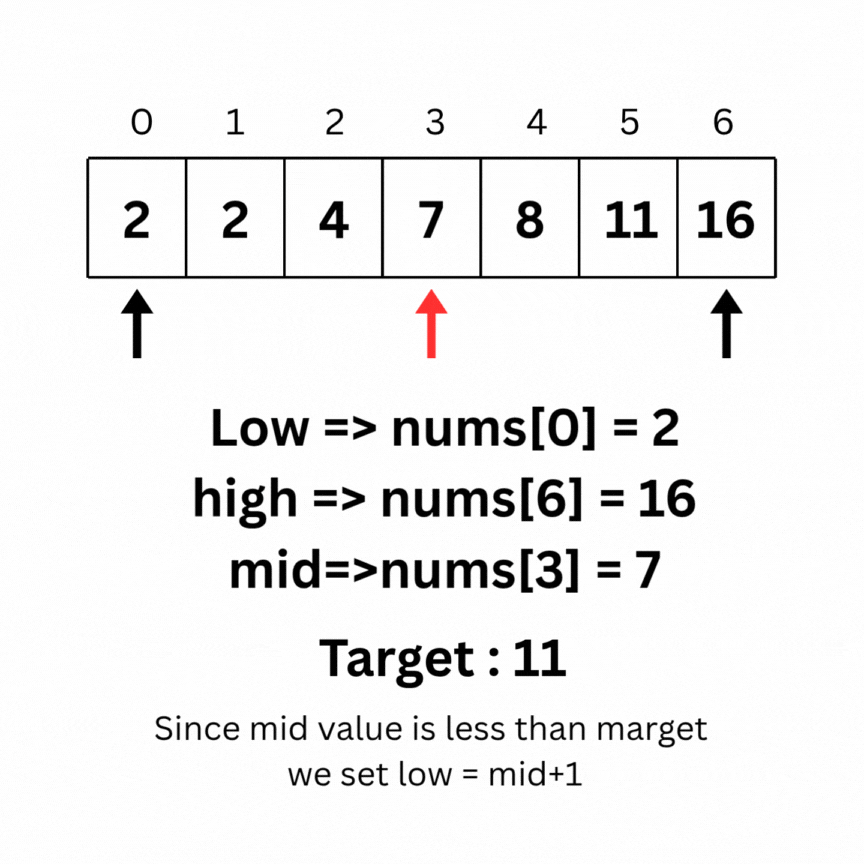 0 1 2 3 4 5 6
2 2 4 7 8 11 16
Low => nums[0] = 2
high => nums[6] = 16
mid=>nums[3] = 7
Target : 11
Since mid value is less than marget
we set low = mid+1